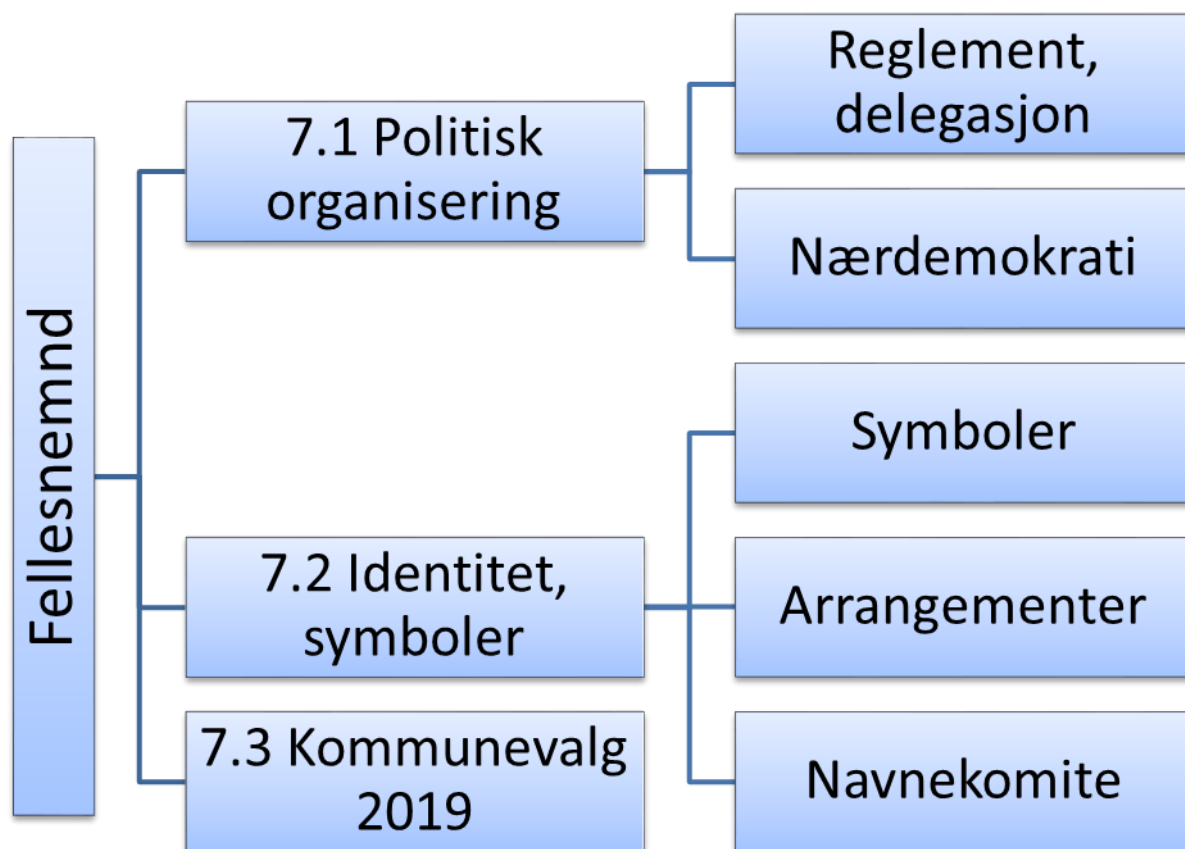 Fellesnemnd
7.1 Politisk
organisering
Reglement,
delegasjon
Nærdemokrati
7.2 Identitet,
symboler
Symboler
Arrangementer
Navnekomite
7.3 Kommunevalg
2019